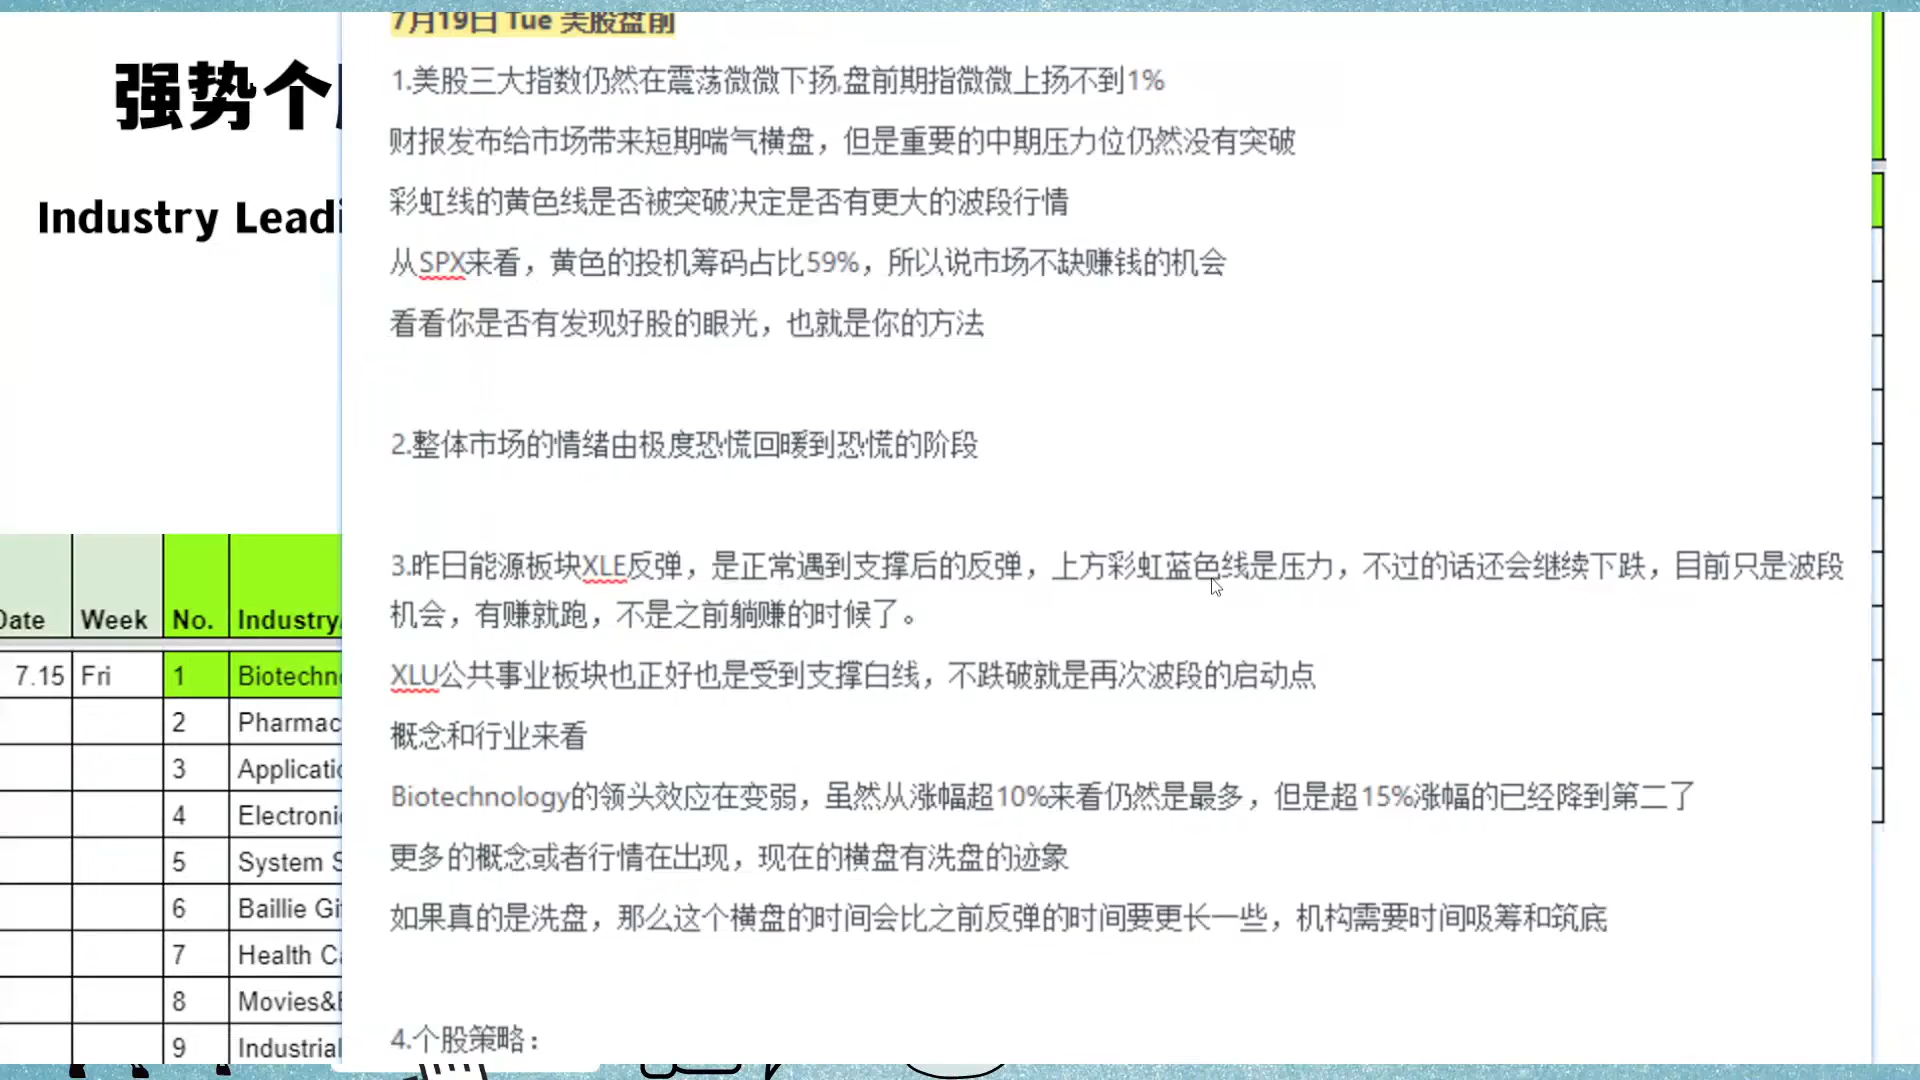 7月19日 Tue 美股盘前
强势个
1.美股三大指数仍然在震荡微微下扬,盘前期指微微上扬不到1%
财报发布给市场带来短期喘气横盘，但是重要的中期压力位仍然没有突破
彩虹线的黄色线是否被突破决定是否有更大的波段行情
Industry Leadi
从SPX来看，黄色的投机筹码占比59%，所以说市场不缺赚钱的机会
看看你是否有发现好股的眼光，也就是你的方法
2.整体市场的情绪由极度恐慌回暖到恐慌的阶段
3.昨日能源板块XLE反弹，是正常遇到支撑后的反弹，上方彩虹蓝色线是压力，不过的话还会继续下跌，目前只是波段
机会，有赚就跑，不是之前躺赚的时候了。
XLU公共事业板块也正好也是受到支撑白线，不跌破就是再次波段的启动点
概念和行业来看
Biotechnology的领头效应在变弱，虽然从涨幅超10%来看仍然是最多，但是超15%涨幅的已经降到第二了
更多的概念或者行情在出现，现在的横盘有洗盘的迹象
如果真的是洗盘，那么这个横盘的时间会比之前反弹的时间要更长一些，机构需要时间吸筹和筑底
4.个股策略：
Date Week No. Industry
7.15 Fri 1 Biotechn
2 Pharmac
3 Applicati
4 Electroni
5 System S
6 Baillie Gi
7 Health C
8 Movies&
9 Industrial